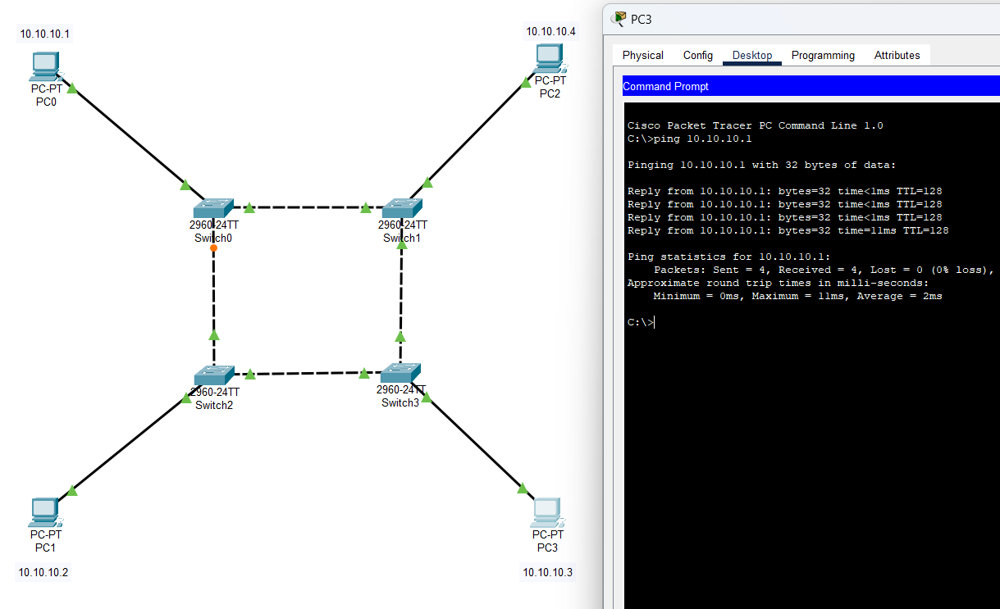 10.10.10.1
PC-PT
PC0
10.10.10.4
PC-PT
PC2
2960-24TT
Switch0
2960-24TT
Switch1
2960-24TT
Switch2
2960-24TT
Switch3
PC-PT
PC1
10.10.10.2
PC-PT
PC3
10.10.10.3
PC3
Physical Config Desktop Programming Attributes
Command Prompt
Cisco Packet Tracer PC Command Line 1.0
C:\>ping 10.10.10.1
Pinging 10.10.10.1 with 32 bytes of data:
Reply from 10.10.10.1: bytes=32 time<1ms TTL=128
Reply from 10.10.10.1: bytes=32 time<1ms TTL=128
Reply from 10.10.10.1: bytes=32 time<1ms TTL=128
Reply from 10.10.10.1: bytes=32 time=11ms TTL=128
Ping statistics for 10.10.10.1:
Packets: Sent = 4, Received = 4, Lost = 0 (0% loss),
Approximate round trip times in milli-seconds:
Minimum = 0ms, Maximum = 11ms, Average = 2ms
C:\>